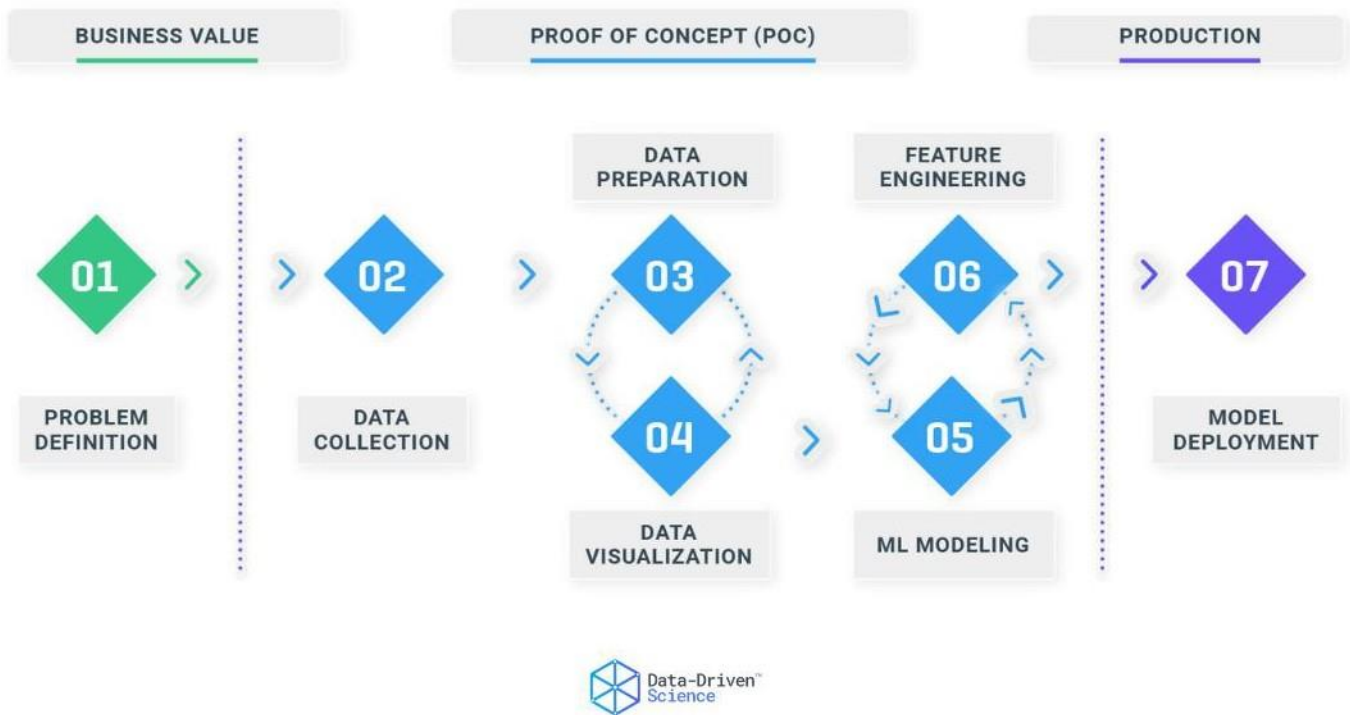 BUSINESS VALUE
PROOF OF CONCEPT (POC)
PRODUCTION
DATA
PREPARATION
FEATURE
ENGINEERING
01
02
03
06
07
PROBLEM
DEFINITION
DATA
COLLECTION
04
05
MODEL
DEPLOYMENT
DATA
VISUALIZATION
ML MODELING
Data-Driven™
Science